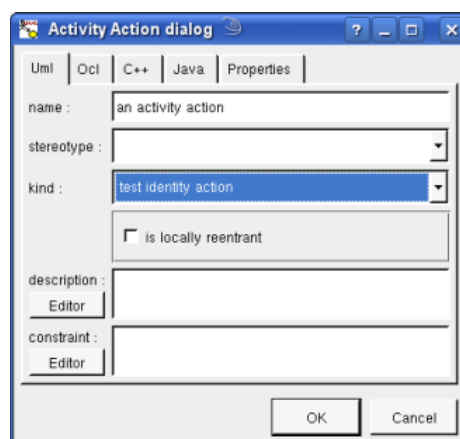 Activity Action dialog
Uml Ocl C++ Java Properties
name : an activity action
stereotype :
kind : test identity action
is locally reentrant
description :
Editor
constraint :
Editor
OK Cancel